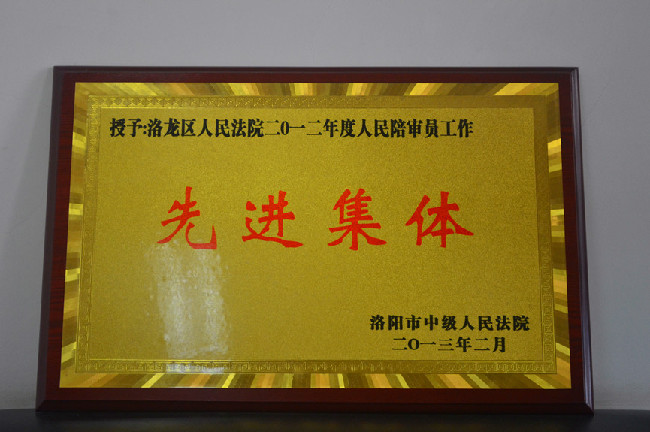 授予:洛龙区人民法院二O一二年度人民陪审员工作
先进集体
洛阳市中级人民法院
二O一三年二月